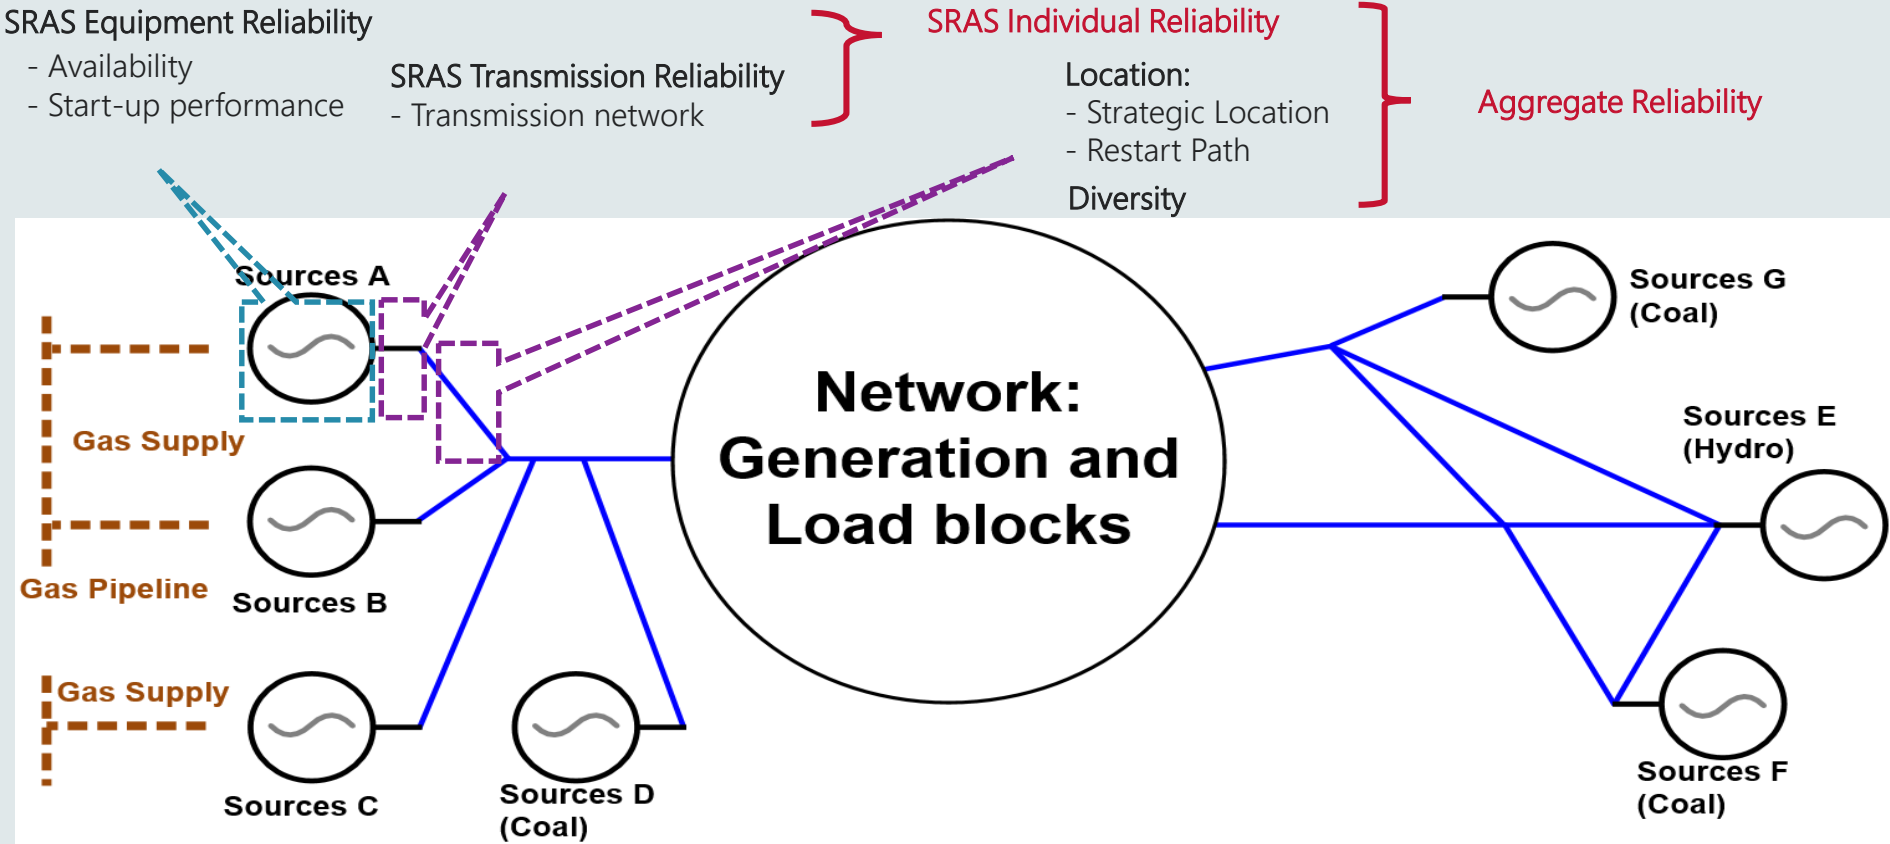 SRAS Equipment Reliability
- Availability
- Start-up performance
SRAS Transmission Reliability
- Transmission network
SRAS Individual Reliability
Location:
- Strategic Location
- Restart Path
Diversity
Aggregate Reliability
Sources A
Gas Supply
Gas Pipeline
Sources B
Gas Supply
Sources C
Sources D
(Coal)
Network:
Generation and
Load blocks
Sources G
(Coal)
Sources E
(Hydro)
Sources F
(Coal)